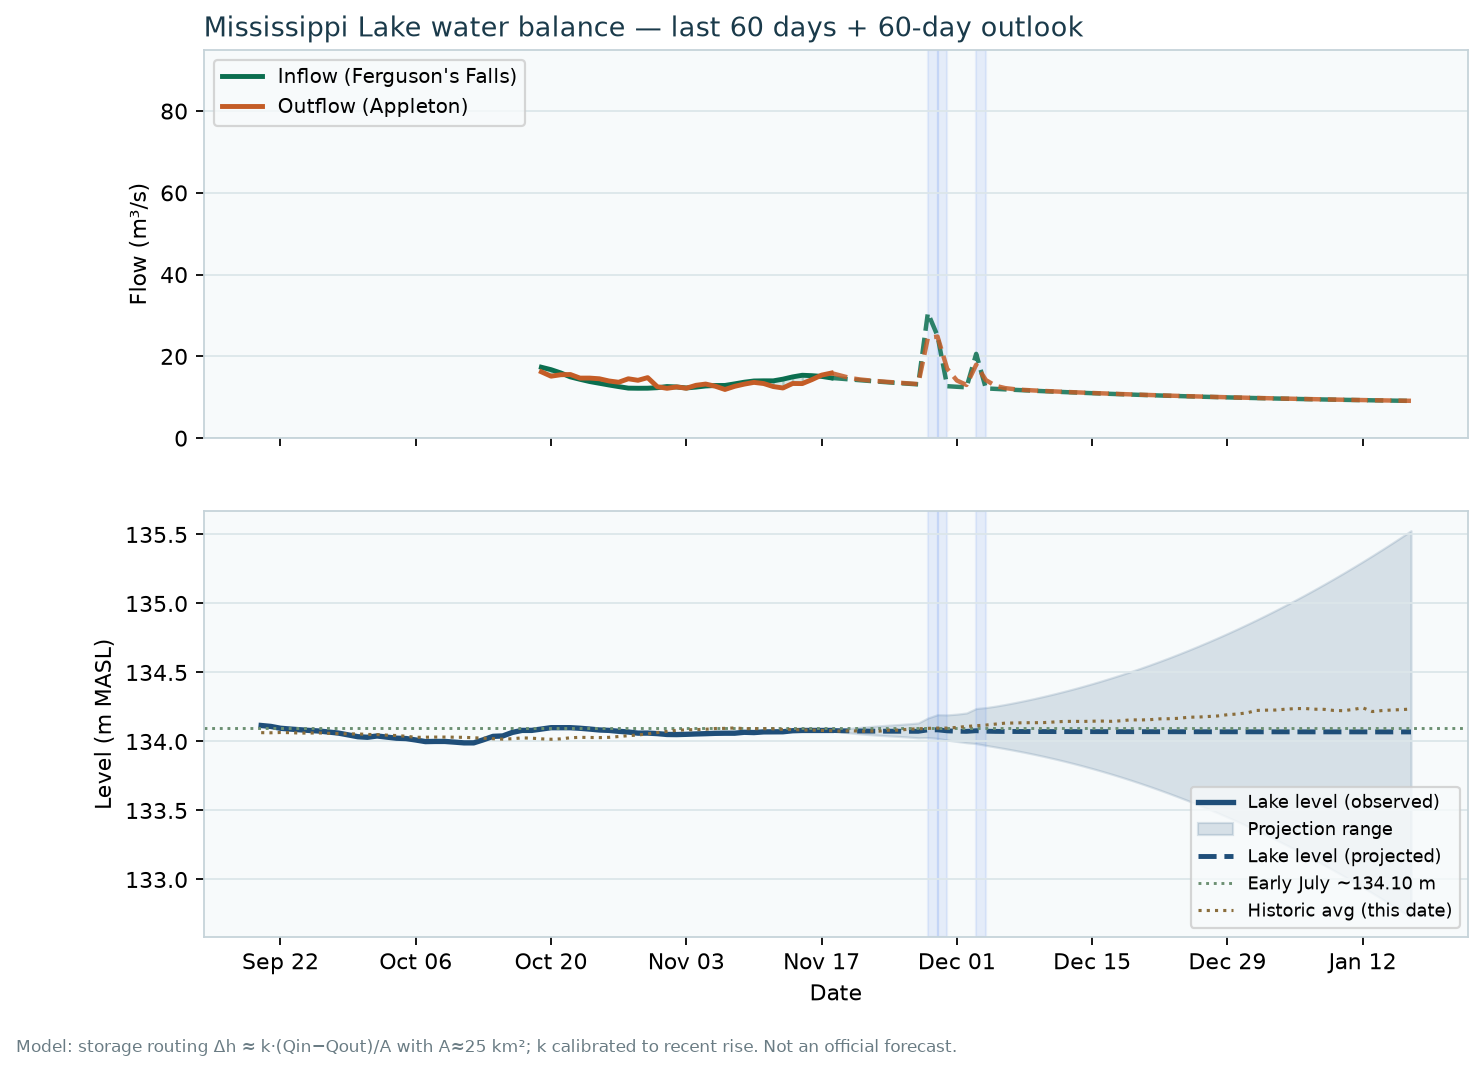 Mississippi Lake water balance — last 60 days + 60-day outlook
Inflow (Ferguson's Falls)
Outflow (Appleton)
Flow (m³/s)
80
60
40
20
0
Level (m MASL)
135.5
135.0
134.5
134.0
133.5
133.0
Lake level (observed)
Projection range
Lake level (projected)
Early July ~134.10 m
Historic avg (this date)
Sep 22
Oct 06
Oct 20
Nov 03
Nov 17
Dec 01
Dec 15
Dec 29
Jan 12
Date
Model: storage routing Δh ≈ k·(Qin−Qout)/A with A≈25 km²; k calibrated to recent rise. Not an official forecast.